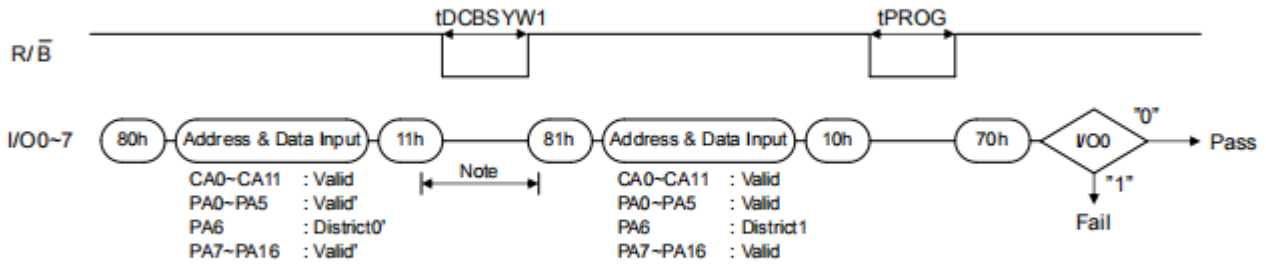 tDCBSYW1 tPROG
R/B̅
I/O0~7 80h Address & Data Input 11h 81h Address & Data Input 10h 70h I/O0 "0" Pass
Note
"1"
Fail
CA0~CA11 : Valid
PA0~PA5 : Valid'
PA6 : District0'
PA7~PA16 : Valid'
CA0~CA11 : Valid
PA0~PA5 : Valid
PA6 : District1
PA7~PA16 : Valid